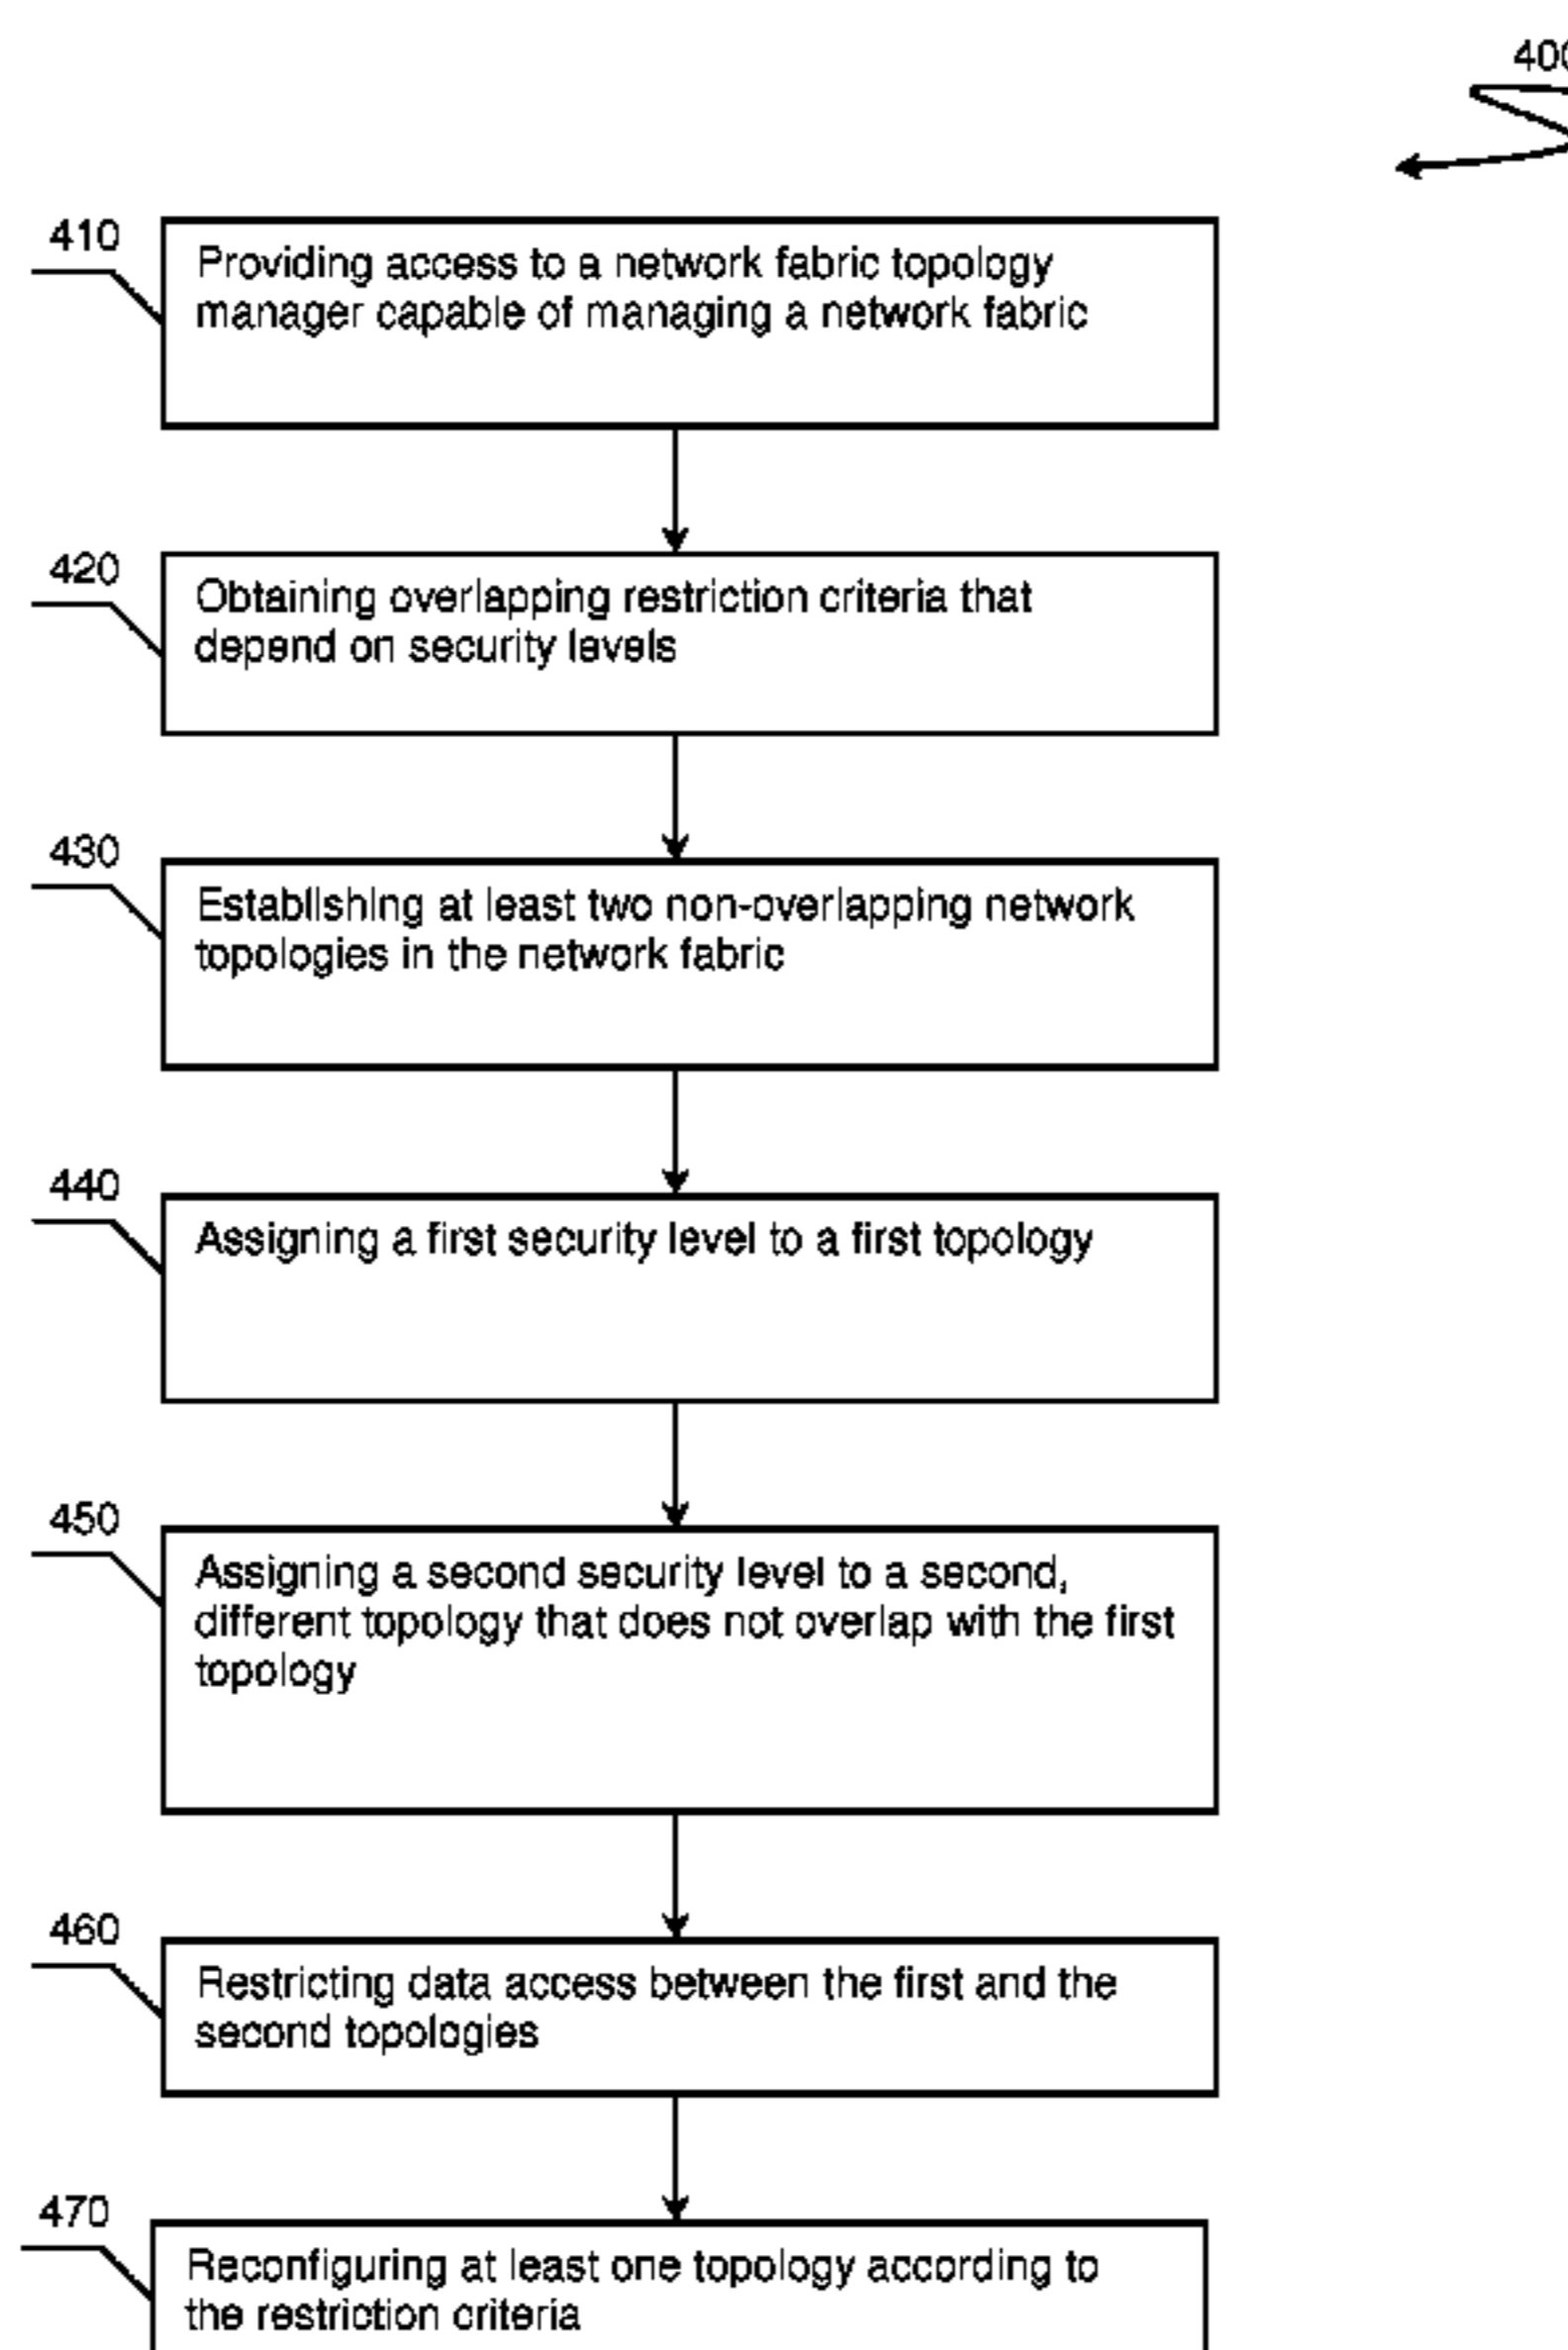 400
410
Providing access to a network fabric topology
manager capable of managing a network fabric
420
Obtaining overlapping restriction criteria that
depend on security levels
430
Establishing at least two non-overlapping network
topologies in the network fabric
440
Assigning a first security level to a first topology
450
Assigning a second security level to a second,
different topology that does not overlap with the first
topology
460
Restricting data access between the first and the
second topologies
470
Reconfiguring at least one topology according to
the restriction criteria